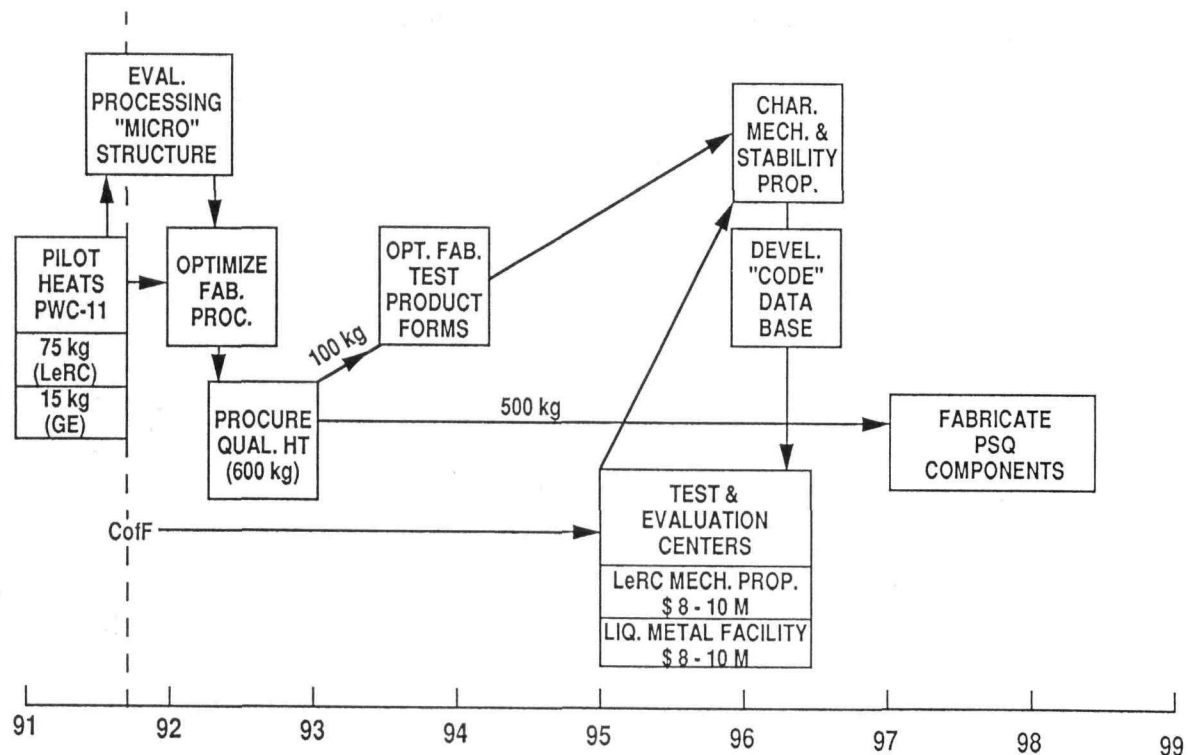 EVAL.
PROCESSING
"MICRO"
STRUCTURE
PILOT
HEATS
PWC-11
75 kg
(LeRC)
15 kg
(GE)
OPTIMIZE
FAB.
PROC.
PROCURE
QUAL. HT
(600 kg)
100 kg
OPT. FAB.
TEST
PRODUCT
FORMS
500 kg
CHAR.
MECH. &
STABILITY
PROP.
DEVEL.
"CODE"
DATA
BASE
FABRICATE
PSQ
COMPONENTS
CofF
TEST &
EVALUATION
CENTERS
LeRC MECH. PROP.
$ 8 - 10 M
LIQ. METAL FACILITY
$ 8 - 10 M
91 92 93 94 95 96 97 98 99